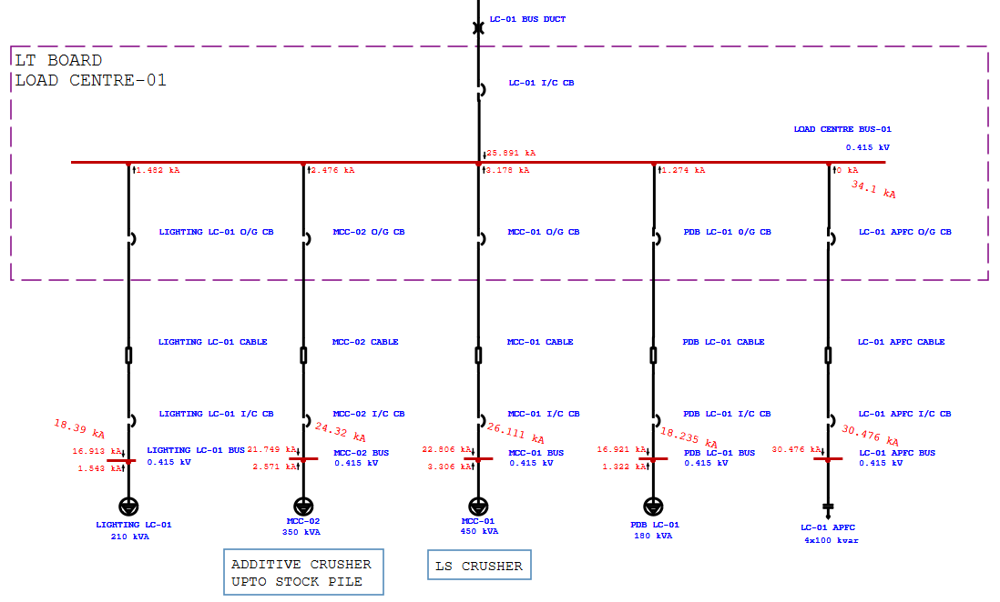 LC-01 BUS DUCT
LT BOARD
LOAD CENTRE-01
LC-01 I/C CB
LOAD CENTRE BUS-01
0.415 kV
25.891 kA
1.482 kA
2.476 kA
3.178 kA
1.274 kA
0 kA
34.1 kA
LIGHTING LC-01 O/G CB
MCC-02 O/G CB
MCC-01 O/G CB
PDB LC-01 O/G CB
LC-01 APFC O/G CB
LIGHTING LC-01 CABLE
MCC-02 CABLE
MCC-01 CABLE
PDB LC-01 CABLE
LC-01 APFC CABLE
LIGHTING LC-01 I/C CB
MCC-02 I/C CB
MCC-01 I/C CB
PDB LC-01 I/C CB
LC-01 APFC I/C CB
18.39 kA
24.32 kA
26.111 kA
18.235 kA
30.476 kA
16.913 kA
LIGHTING LC-01 BUS
21.749 kA
MCC-02 BUS
22.806 kA
MCC-01 BUS
16.921 kA
PDB LC-01 BUS
30.476 kA
LC-01 APFC BUS
1.543 kA
0.415 kV
2.571 kA
0.415 kV
3.306 kA
0.415 kV
1.322 kA
0.415 kV
0.415 kV
LIGHTING LC-01
210 kVA
MCC-02
350 kVA
MCC-01
450 kVA
PDB LC-01
180 kVA
LC-01 APFC
4x100 kvar
ADDITIVE CRUSHER
UPTO STOCK PILE
LS CRUSHER